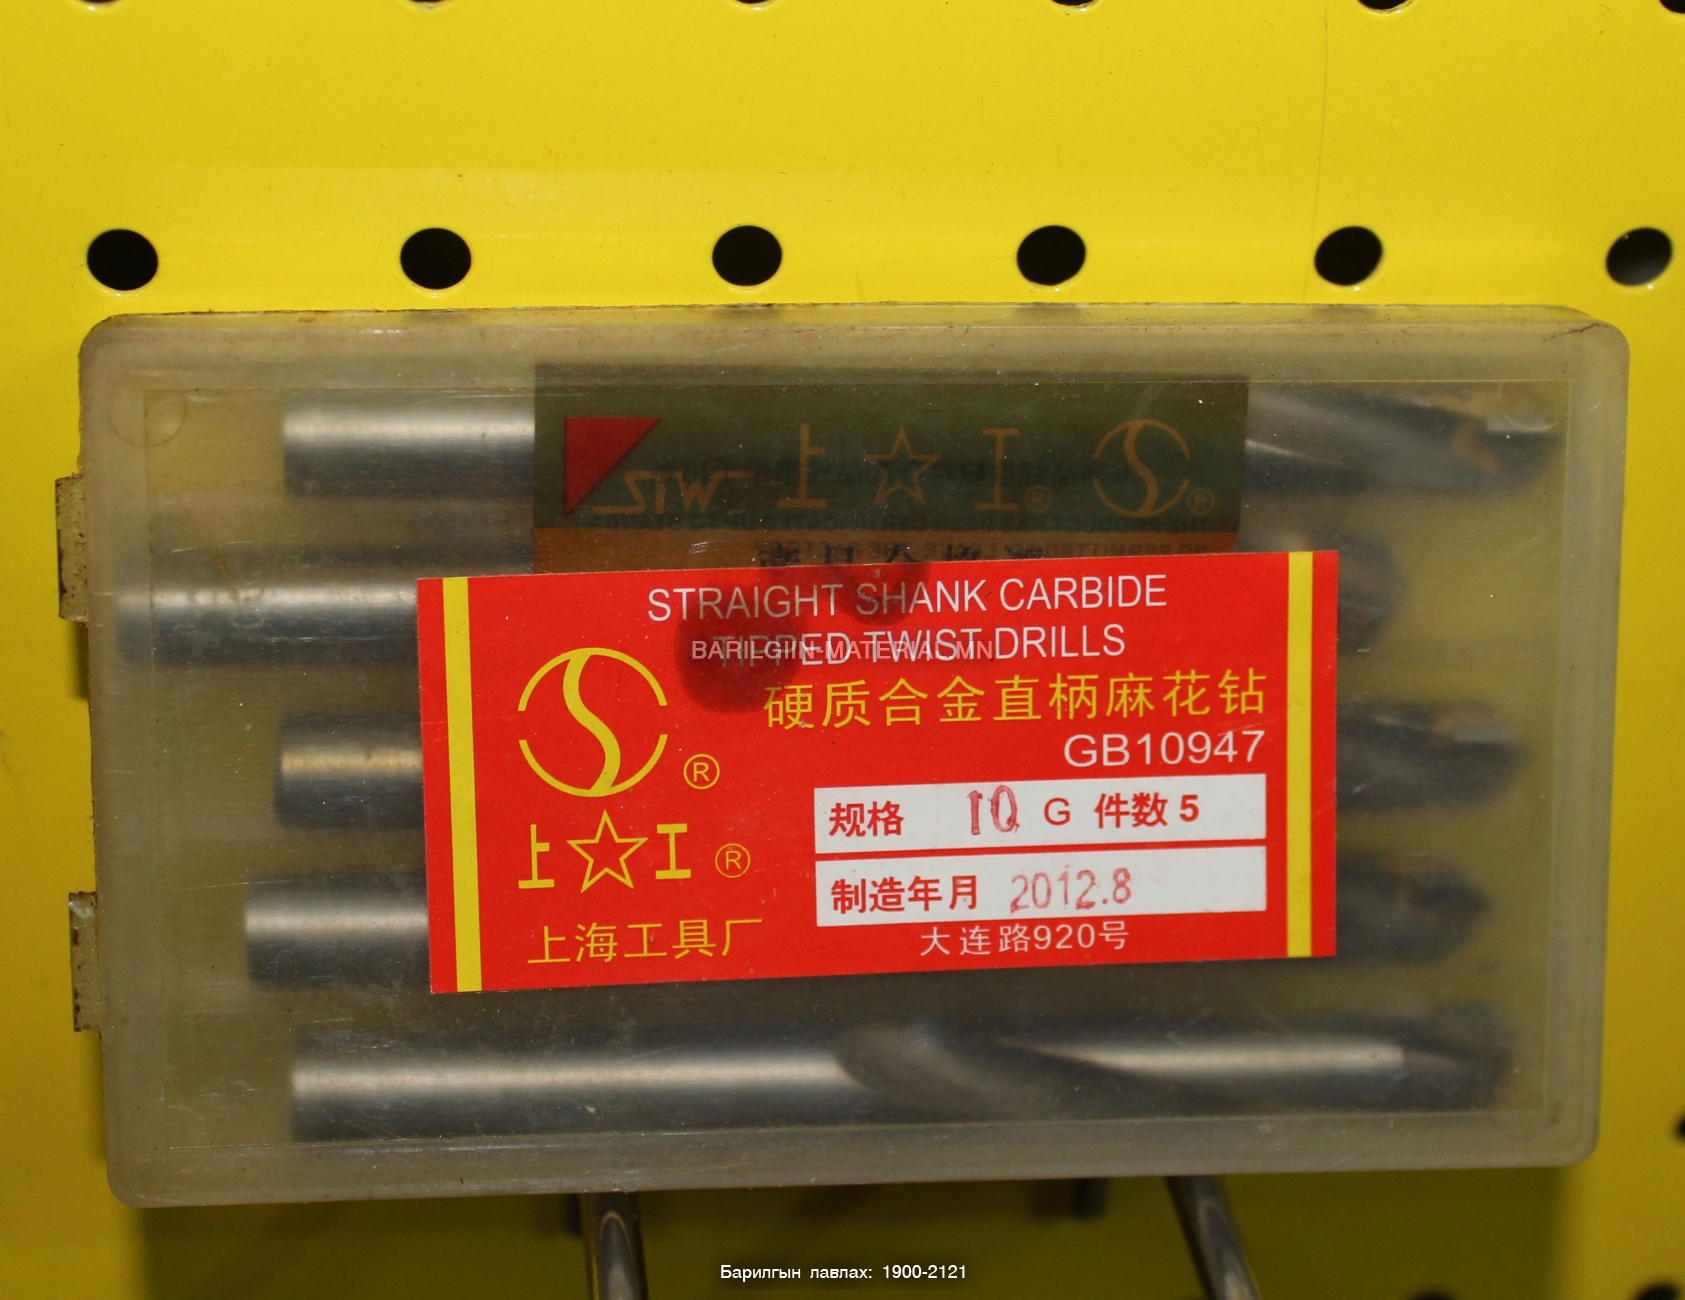 STW 上☆工® ®
STRAIGHT SHANK CARBIDE
TIPPED TWIST DRILLS
BARILGIIN-MATERIAL.MN
硬质合金直柄麻花钻
GB10947
®
规格 10 G 件数 5
上☆工®
制造年月 2012.8
上海工具厂
大连路920号
Барилгын лавлах: 1900-2121